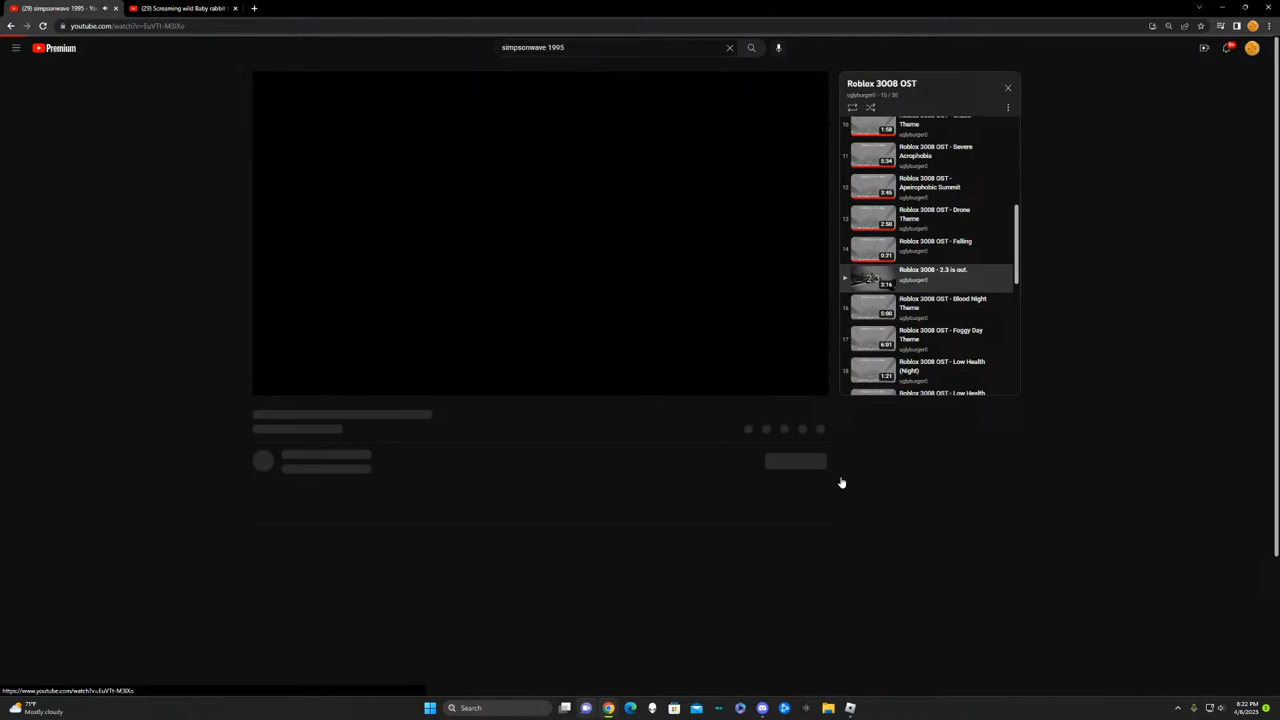 (29) simpsonwave 1995 - Yo
(29) Screaming wild Baby rabbit
youtube.com/watch?v=EuVTt-M3IXo
Premium
simpsonwave 1995
9+
Roblox 3008 OST
uglyburger0 - 15 / 30
10
1:58
Theme
uglyburger0
11
5:34
Roblox 3008 OST - Severe
Acrophobia
uglyburger0
12
3:45
Roblox 3008 OST -
Apeirophobic Summit
uglyburger0
13
2:50
Roblox 3008 OST - Drone
Theme
uglyburger0
14
0:21
Roblox 3008 OST - Falling
uglyburger0
2.3
3:16
Roblox 3008 - 2.3 is out.
uglyburger0
16
5:00
Roblox 3008 OST - Blood Night
Theme
uglyburger0
17
6:01
Roblox 3008 OST - Foggy Day
Theme
uglyburger0
18
1:21
Roblox 3008 OST - Low Health
(Night)
uglyburger0
Roblox 3008 OST - Low Health
https://www.youtube.com/watch?v=EuVTt-M3IXo
71°F
Mostly cloudy
Search
8:22 PM
4/6/2023